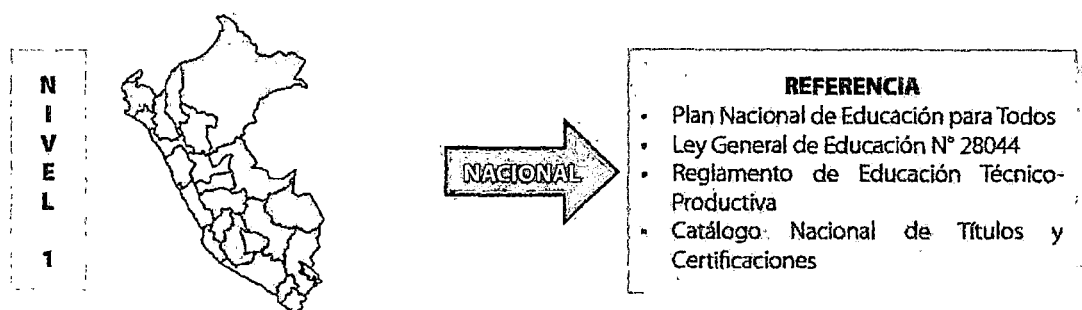 NIVEL 1
NACIONAL
REFERENCIA
• Plan Nacional de Educación para Todos
• Ley General de Educación N° 28044
• Reglamento de Educación Técnico-
Productiva
• Catálogo Nacional de Títulos y
Certificaciones